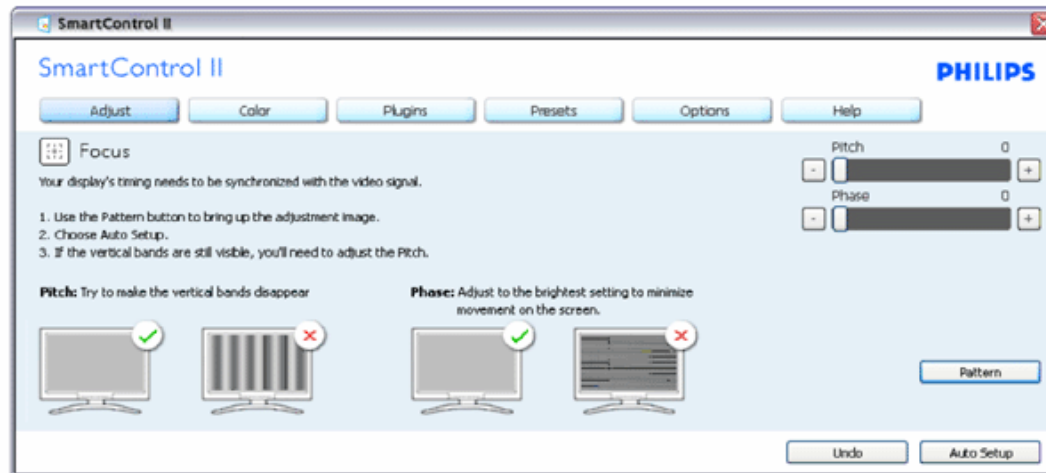 SmartControl II
SmartControl II
PHILIPS
Adjust Color Plugins Presets Options Help
Focus
Your display's timing needs to be synchronized with the video signal.
1. Use the Pattern button to bring up the adjustment image.
2. Choose Auto Setup.
3. If the vertical bands are still visible, you'll need to adjust the Pitch.
Pitch 0
- +
Phase 0
- +
Pitch: Try to make the vertical bands disappear
Phase: Adjust to the brightest setting to minimize
movement on the screen.
Pattern
Undo Auto Setup